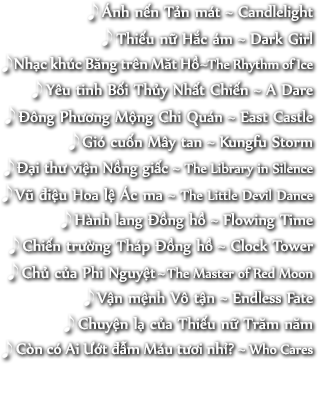 ♪ Ánh nến Tản mát ~ Candlelight
♪ Thiếu nữ Hắc ám ~ Dark Girl
♪ Nhạc khúc Băng trên Mặt Hồ~The Rhythm of Ice
♪ Yêu tinh Bối Thủy Nhất Chiến ~ A Dare
♪ Đông Phương Mộng Chi Quán ~ East Castle
♪ Gió cuốn Mây tan ~ Kungfu Storm
♪ Đại thư viện Nồng giấc ~ The Library in Silence
♪ Vũ điệu Hoa lệ Ác ma ~ The Little Devil Dance
♪ Hành lang Đồng hồ ~ Flowing Time
♪ Chiến trường Tháp Đồng hồ ~ Clock Tower
♪ Chủ của Phi Nguyệt~The Master of Red Moon
♪ Vận mệnh Vô tận ~ Endless Fate
♪ Chuyện lạ của Thiếu nữ Trăm năm
♪ Còn có Ai Ướt đẫm Máu tươi nhỉ? ~ Who Cares